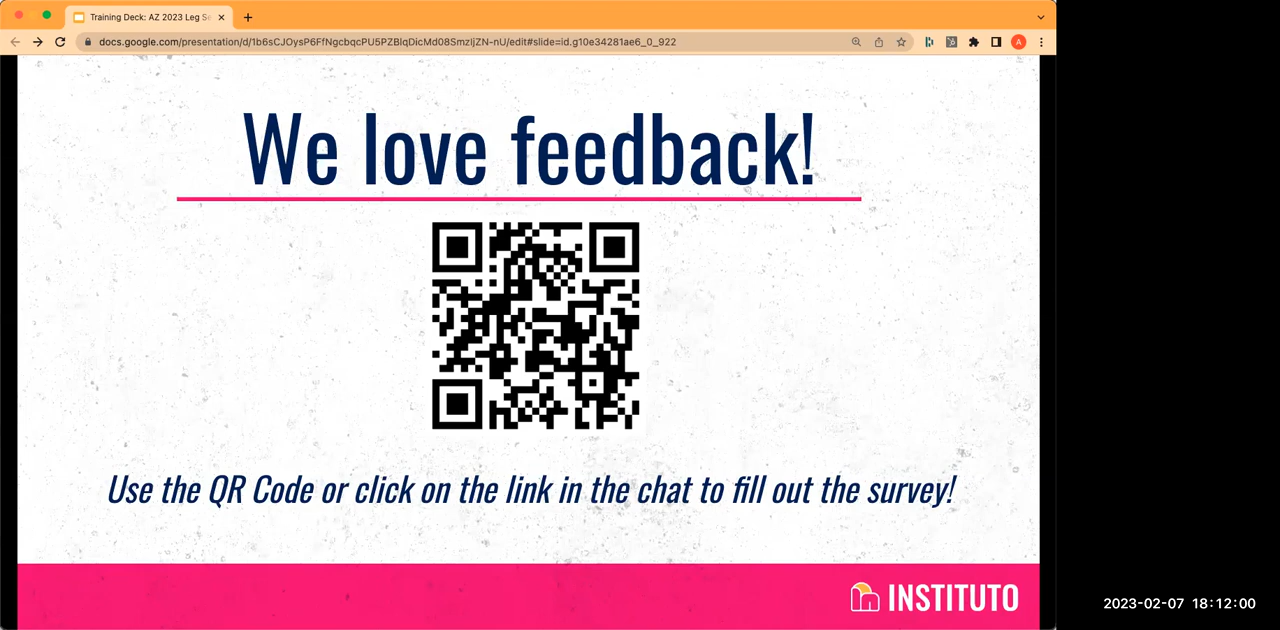 Training Deck: AZ 2023 Leg Se
docs.google.com/presentation/d/1b6sCJOysP6FfNgcbqcPU5PZBlqDicMd08SmzIjZN-nU/edit#slide=id.g10e34281ae6_0_922
A
We love feedback!
Use the QR Code or click on the link in the chat to fill out the survey!
INSTITUTO
2023-02-07 18:12:00